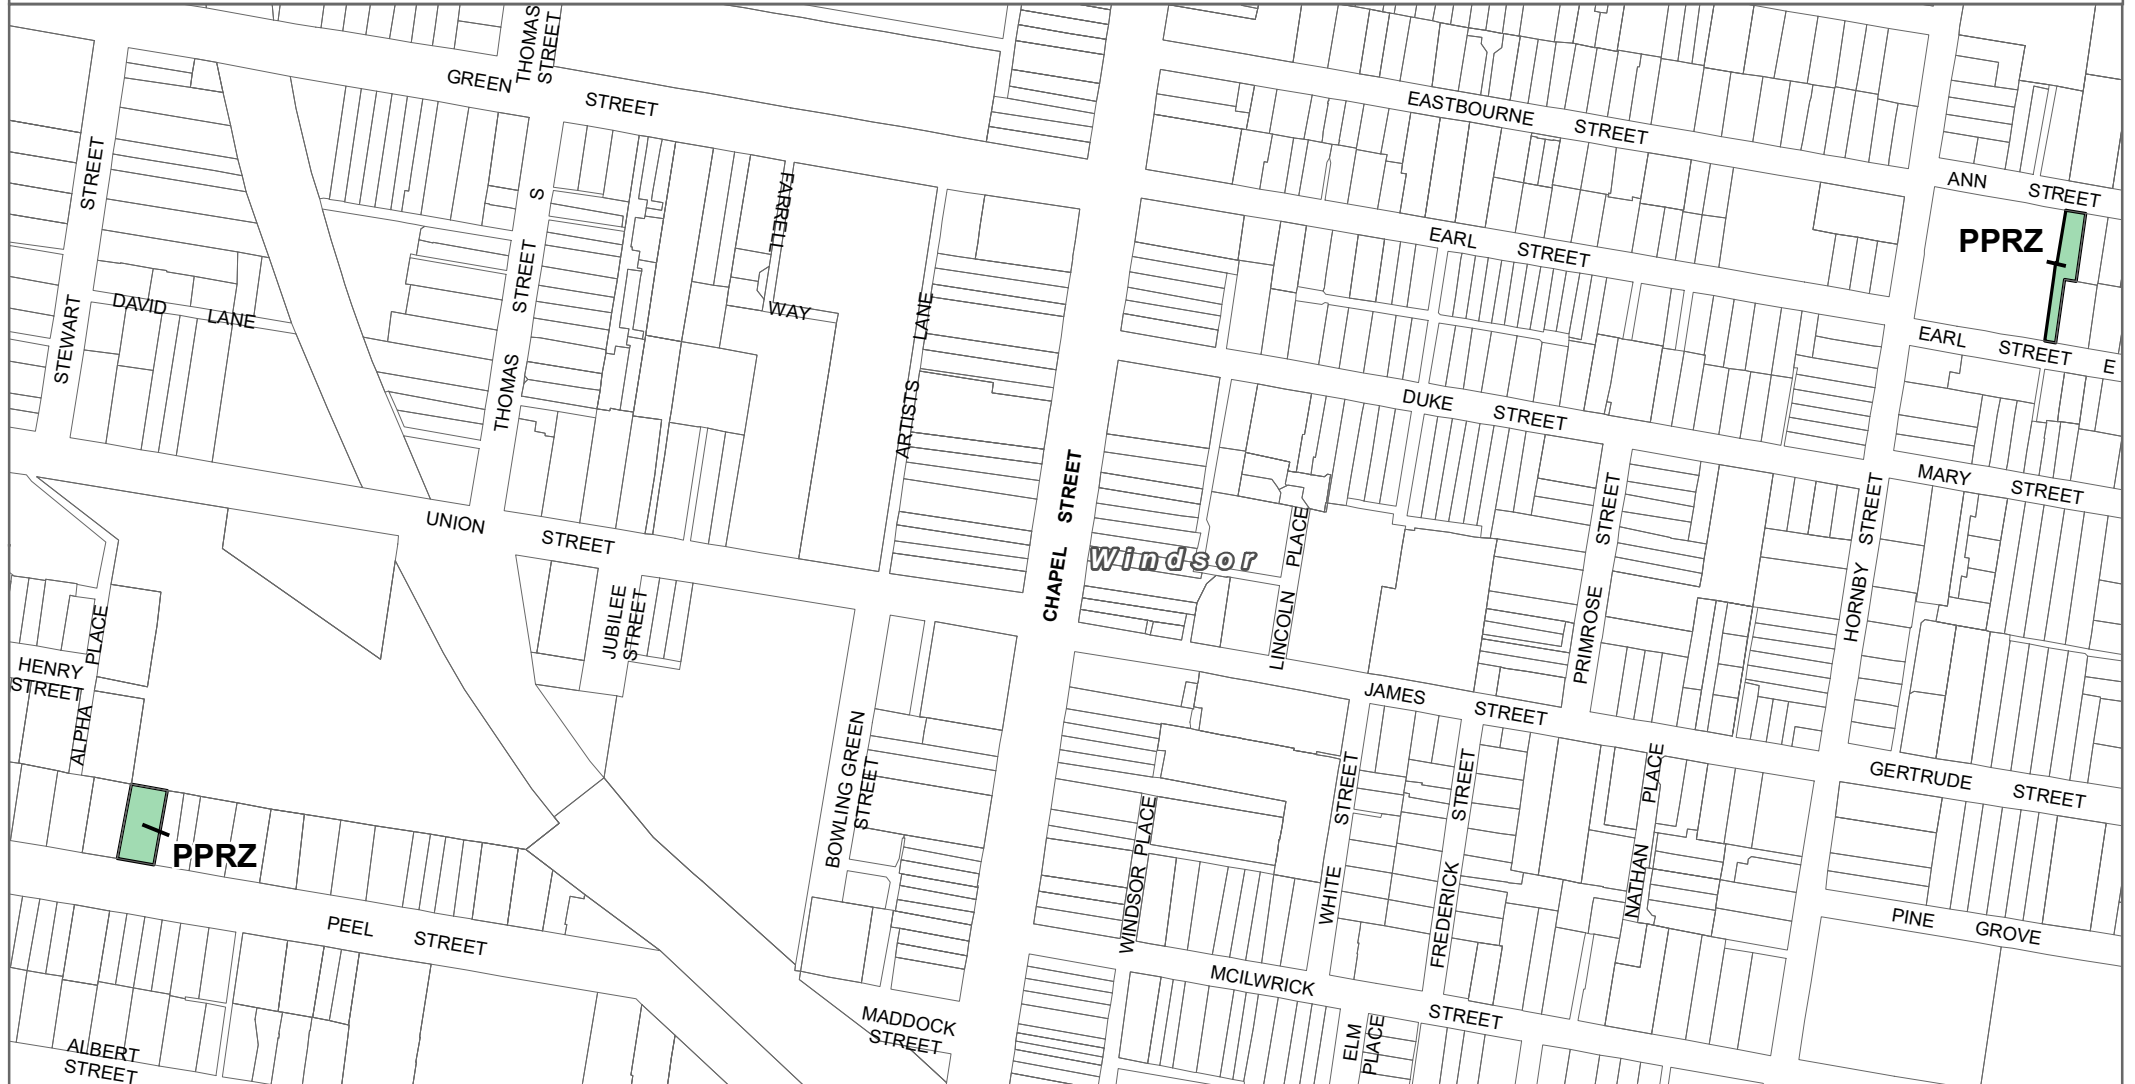 THOMAS
STREET
GREEN
STREET
EASTBOURNE
STREET
STREET
S
FARRELL
ANN
STREET
PPRZ
EARL
STREET
STREET
DAVID
LANE
WAY
LANE
STEWART
THOMAS
ARTISTS
EARL
STREET
E
DUKE
STREET
MARY
STREET
UNION
STREET
CHAPEL
STREET
Windsor
PLACE
LINCOLN
STREET
PRIMROSE
STREET
HORNBY
JUBILEE
STREET
PLACE
ALPHA
HENRY
STREET
JAMES
STREET
BOWLING GREEN
STREET
STREET
WHITE
STREET
FREDERICK
PLACE
NATHAN
GERTRUDE
STREET
PLACE
WINDSOR
PPRZ
PEEL
STREET
PINE
GROVE
MCILWRICK
STREET
MADDOCK
STREET
ELM
PLACE
ALBERT
STREET